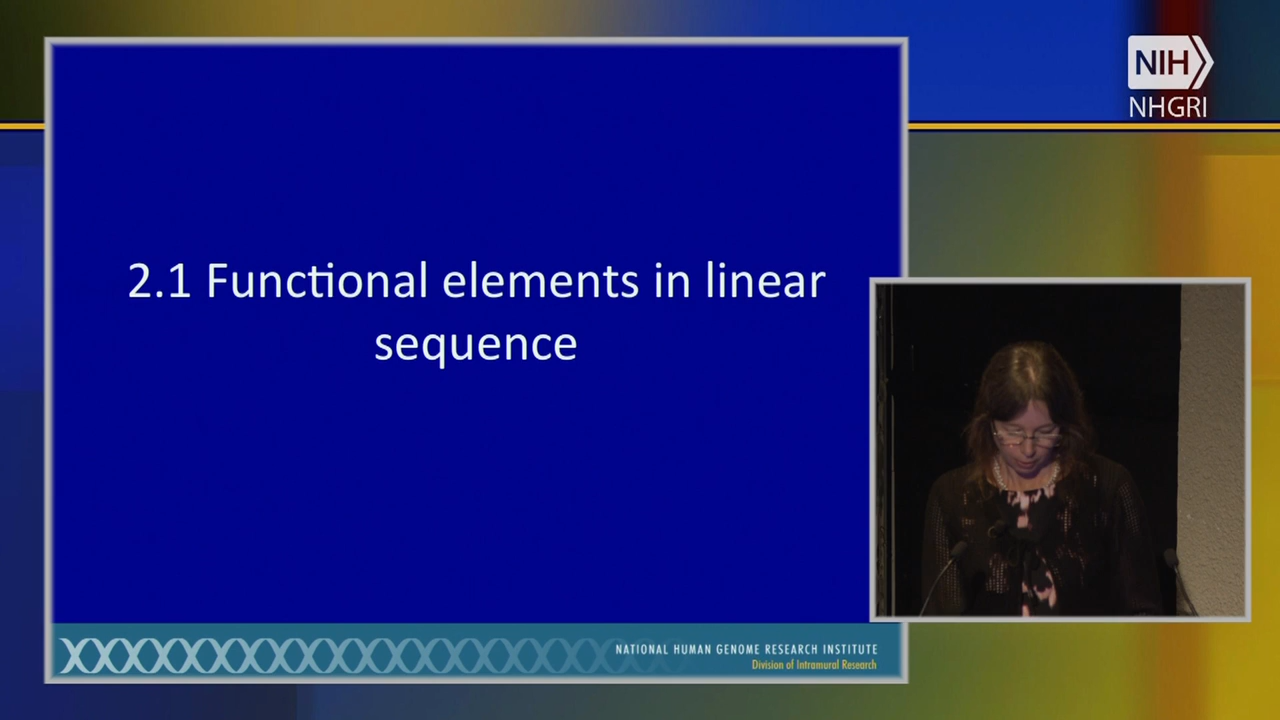 NIH
NHGRI
2.1 Functional elements in linear
sequence
NATIONAL HUMAN GENOME RESEARCH INSTITUTE
Division of Intramural Research